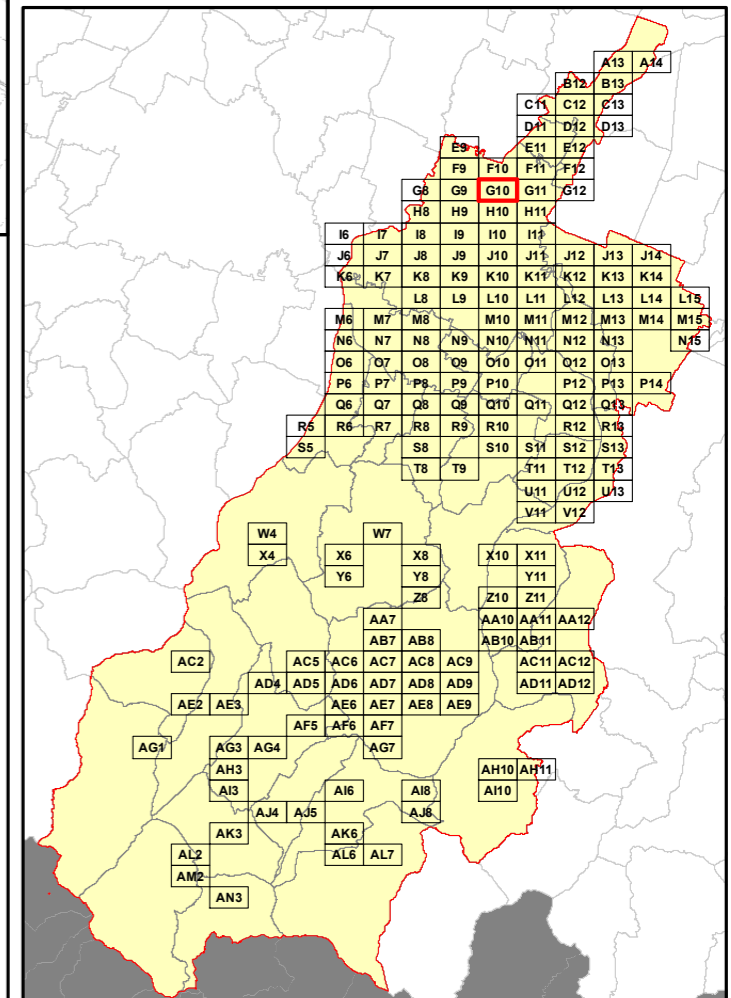 A13 A14
B12 B13
C11 C12 C13
D11 D12 D13
E9 E11 E12
F9 F10 F11 F12
G8 G9 G10 G11 G12
H8 H9 H10 H11
I6 I7 I8 I9 I10 I11
J6 J7 J8 J9 J10 J11 J12 J13 J14
K6 K7 K8 K9 K10 K11 K12 K13 K14
L8 L9 L10 L11 L12 L13 L14 L15
M6 M7 M8 M10 M11 M12 M13 M14 M15
N6 N7 N8 N9 N10 N11 N12 N13 N15
O6 O7 O8 O9 O10 O11 O12 O13
P6 P7 P8 P9 P10 P12 P13 P14
Q6 Q7 Q8 Q9 Q10 Q11 Q12 Q13
R5 R6 R7 R8 R9 R10 R12 R13
S5 S8 S10 S11 S12 S13
T8 T9 T11 T12 T13
U11 U12 U13
V11 V12
W4 W7
X4 X6 X8 X10 X11
Y6 Y8 Y11
Z8 Z10 Z11
AA7 AA10 AA11 AA12
AB7 AB8 AB10 AB11
AC2 AC5 AC6 AC7 AC8 AC9 AC11 AC12
AD4 AD5 AD6 AD7 AD8 AD9 AD11 AD12
AE2 AE3 AE6 AE7 AE8 AE9
AF5 AF6 AF7
AG1 AG3 AG4 AG7
AH3 AH10 AH11
AI3 AI6 AI8 AI10
AJ4 AJ5 AJ8
AK3 AK6
AL2 AL6 AL7
AM2
AN3